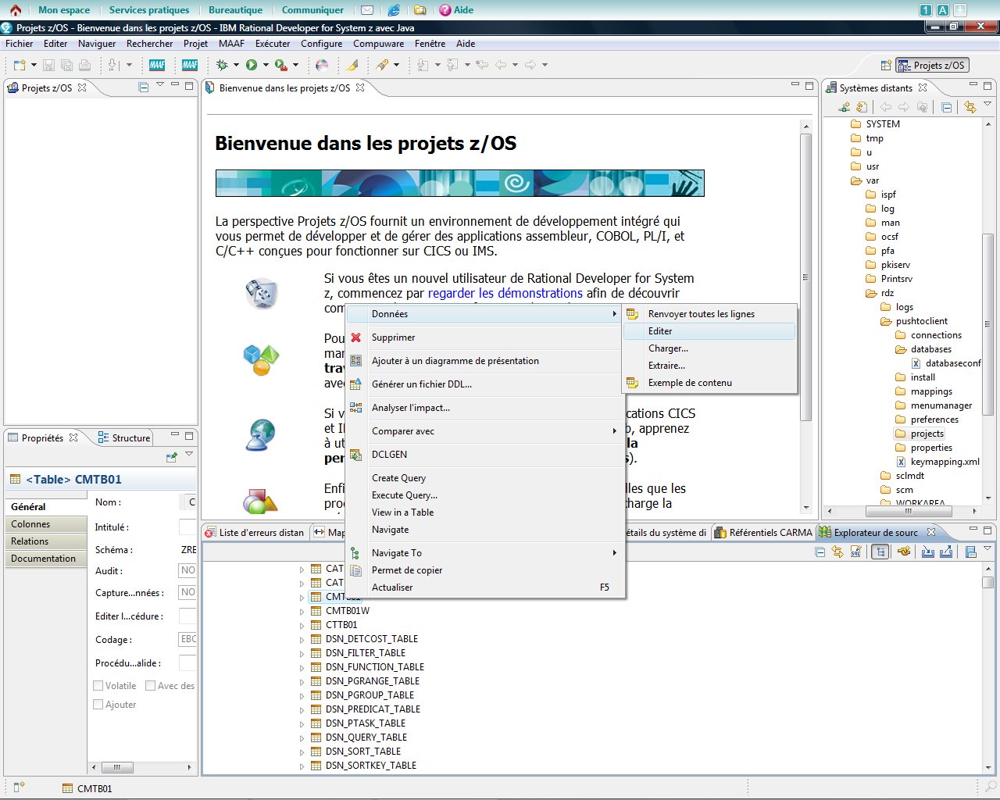 Mon espace
Services pratiques
Bureautique
Communiquer
Aide
1
A
Projets z/OS - Bienvenue dans les projets z/OS - IBM Rational Developer for System z avec Java
Fichier Editer Naviguer Rechercher Projet MAAF Exécuter Configure Compuware Fenêtre Aide
MAAF
MAAF
Projets z/OS
Projets z/OS
Bienvenue dans les projets z/OS
Bienvenue dans les projets z/OS
La perspective Projets z/OS fournit un environnement de développement intégré qui
vous permet de développer et de gérer des applications assembleur, COBOL, PL/I, et
C/C++ conçues pour fonctionner sur CICS ou IMS.
Si vous êtes un nouvel utilisateur de Rational Developer for System
z, commencez par regarder les démonstrations afin de découvrir
com
Pou
mar
trav
avec
Si v
cations CICS
et I
b, apprenez
à ut
la
per
s).
Enfi
lles que les
proc
charge la
Données
Supprimer
Ajouter à un diagramme de présentation
Générer un fichier DDL...
Analyser l'impact...
Comparer avec
DCLGEN
Create Query
Execute Query...
View in a Table
Navigate
Navigate To
Permet de copier
Actualiser F5
Renvoyer toutes les lignes
Editer
Charger...
Extraire...
Exemple de contenu
Systèmes distants
SYSTEM
tmp
u
usr
var
ispf
log
man
ocsf
pfa
pkiserv
Printsrv
rdz
logs
pushtoclient
connections
databases
databaseconf
install
mappings
menumanager
preferences
projects
properties
keymapping.xml
sclmdt
scm
WORKAREA
Propriétés
Structure
<Table> CMTB01
Général
Colonnes
Relations
Documentation
Nom :
C
Intitulé :
Schéma : ZRE
Audit : NO
Capture...nnées : NO
Editer l...cédure :
Codage : EBC
Procédu...alide :
Volatile
Avec des
Ajouter
Liste d'erreurs distan
Map
étails du système di
Référentiels CARMA
Explorateur de sourc
SQL
CAT
CAT
CMTB01
CMTB01W
CTTB01
DSN_DETCOST_TABLE
DSN_FILTER_TABLE
DSN_FUNCTION_TABLE
DSN_PGRANGE_TABLE
DSN_PGROUP_TABLE
DSN_PREDICAT_TABLE
DSN_PTASK_TABLE
DSN_QUERY_TABLE
DSN_SORT_TABLE
DSN_SORTKEY_TABLE
CMTB01